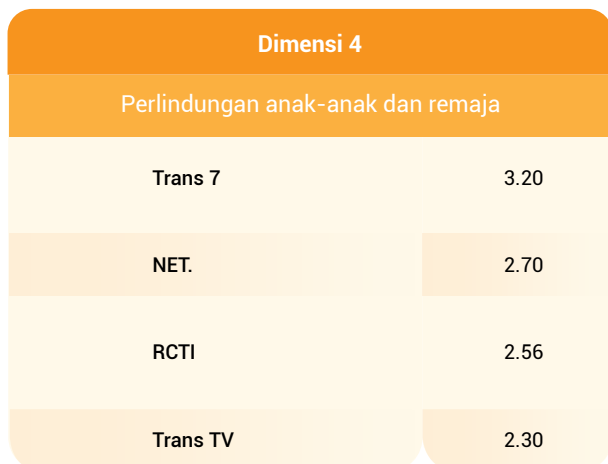 Dimensi 4
Perlindungan anak-anak dan remaja
Trans 7 3.20
NET. 2.70
RCTI 2.56
Trans TV 2.30